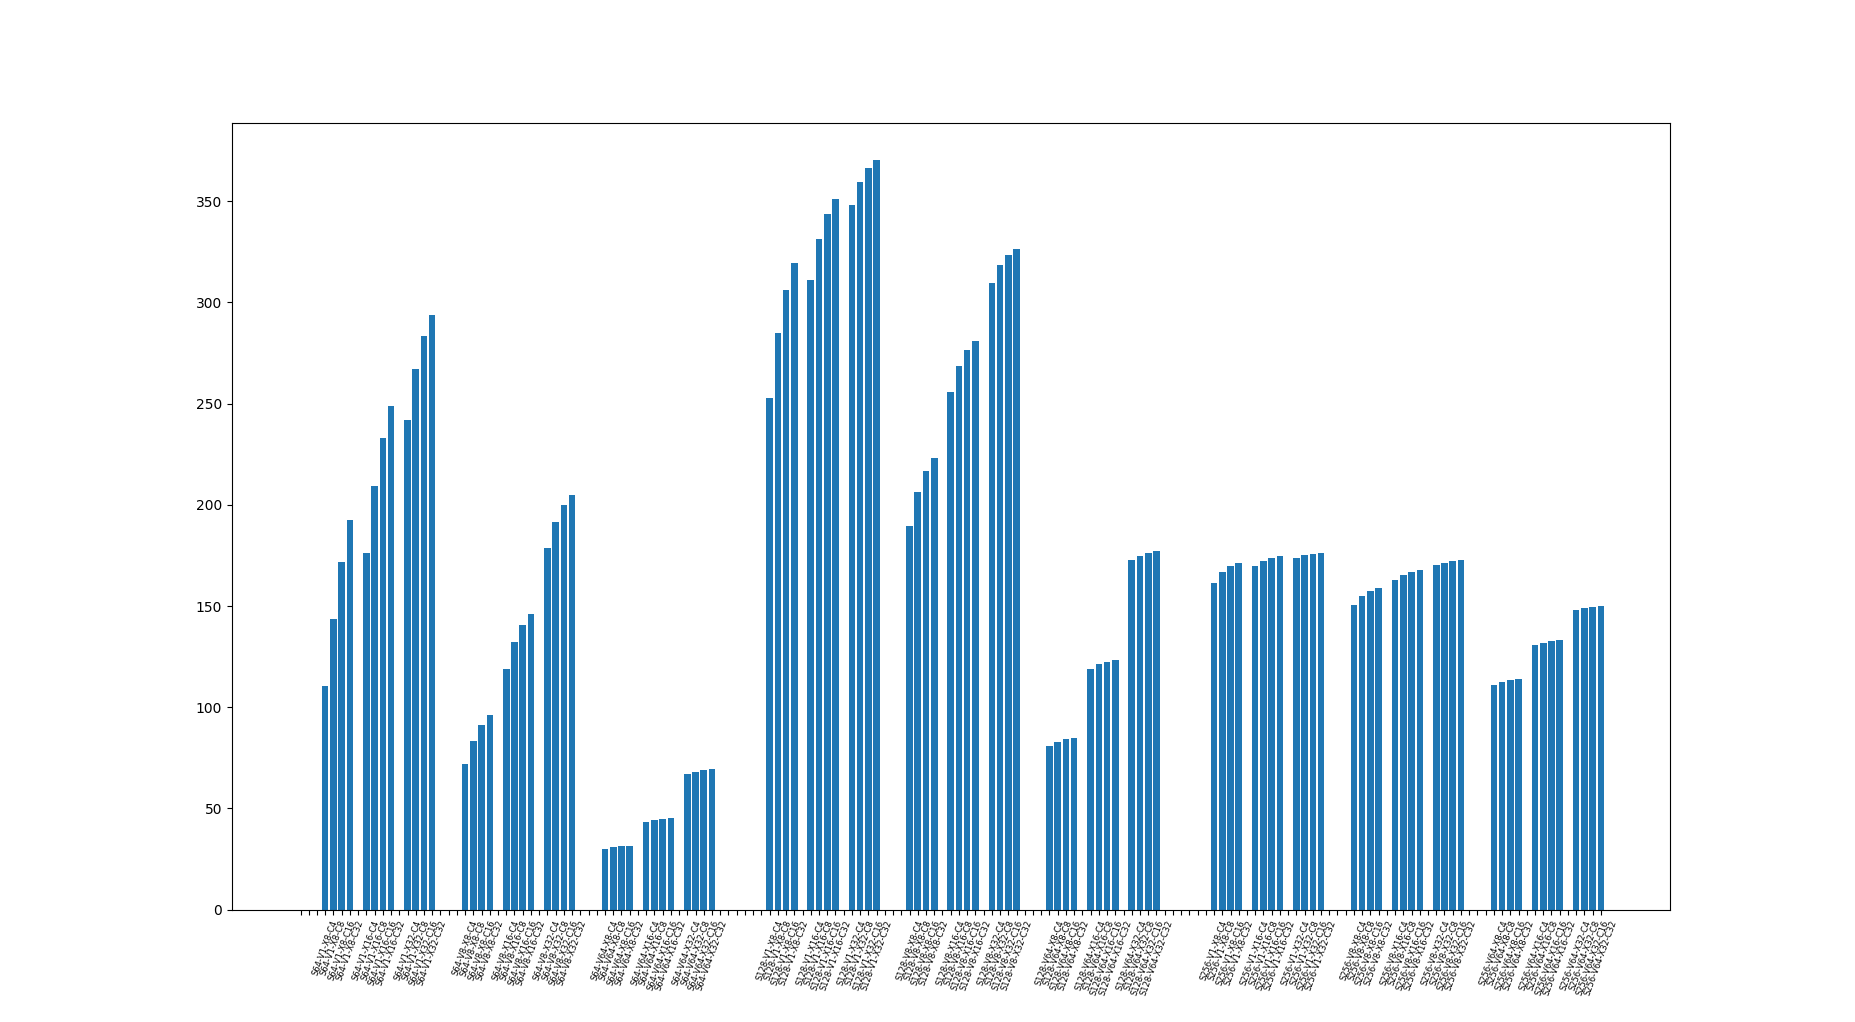 350
300
250
200
150
100
50
0
S64-V1-X8-C4
S64-V1-X8-C8
S64-V1-X8-C16
S64-V1-X8-C32
S64-V1-X16-C4
S64-V1-X16-C8
S64-V1-X16-C16
S64-V1-X16-C32
S64-V1-X32-C4
S64-V1-X32-C8
S64-V1-X32-C16
S64-V1-X32-C32
S64-V8-X8-C4
S64-V8-X8-C8
S64-V8-X8-C16
S64-V8-X8-C32
S64-V8-X16-C4
S64-V8-X16-C8
S64-V8-X16-C16
S64-V8-X16-C32
S64-V8-X32-C4
S64-V8-X32-C8
S64-V8-X32-C16
S64-V8-X32-C32
S64-V64-X8-C4
S64-V64-X8-C8
S64-V64-X8-C16
S64-V64-X8-C32
S64-V64-X16-C4
S64-V64-X16-C8
S64-V64-X16-C16
S64-V64-X16-C32
S64-V64-X32-C4
S64-V64-X32-C8
S64-V64-X32-C16
S64-V64-X32-C32
S128-V1-X8-C4
S128-V1-X8-C8
S128-V1-X8-C16
S128-V1-X8-C32
S128-V1-X16-C4
S128-V1-X16-C8
S128-V1-X16-C16
S128-V1-X16-C32
S128-V1-X32-C4
S128-V1-X32-C8
S128-V1-X32-C16
S128-V1-X32-C32
S128-V8-X8-C4
S128-V8-X8-C8
S128-V8-X8-C16
S128-V8-X8-C32
S128-V8-X16-C4
S128-V8-X16-C8
S128-V8-X16-C16
S128-V8-X16-C32
S128-V8-X32-C4
S128-V8-X32-C8
S128-V8-X32-C16
S128-V8-X32-C32
S128-V64-X8-C4
S128-V64-X8-C8
S128-V64-X8-C16
S128-V64-X8-C32
S128-V64-X16-C4
S128-V64-X16-C8
S128-V64-X16-C16
S128-V64-X16-C32
S128-V64-X32-C4
S128-V64-X32-C8
S128-V64-X32-C16
S128-V64-X32-C32
S256-V1-X8-C4
S256-V1-X8-C8
S256-V1-X8-C16
S256-V1-X8-C32
S256-V1-X16-C4
S256-V1-X16-C8
S256-V1-X16-C16
S256-V1-X16-C32
S256-V1-X32-C4
S256-V1-X32-C8
S256-V1-X32-C16
S256-V1-X32-C32
S256-V8-X8-C4
S256-V8-X8-C8
S256-V8-X8-C16
S256-V8-X8-C32
S256-V8-X16-C4
S256-V8-X16-C8
S256-V8-X16-C16
S256-V8-X16-C32
S256-V8-X32-C4
S256-V8-X32-C8
S256-V8-X32-C16
S256-V8-X32-C32
S256-V64-X8-C4
S256-V64-X8-C8
S256-V64-X8-C16
S256-V64-X8-C32
S256-V64-X16-C4
S256-V64-X16-C8
S256-V64-X16-C16
S256-V64-X16-C32
S256-V64-X32-C4
S256-V64-X32-C8
S256-V64-X32-C16
S256-V64-X32-C32